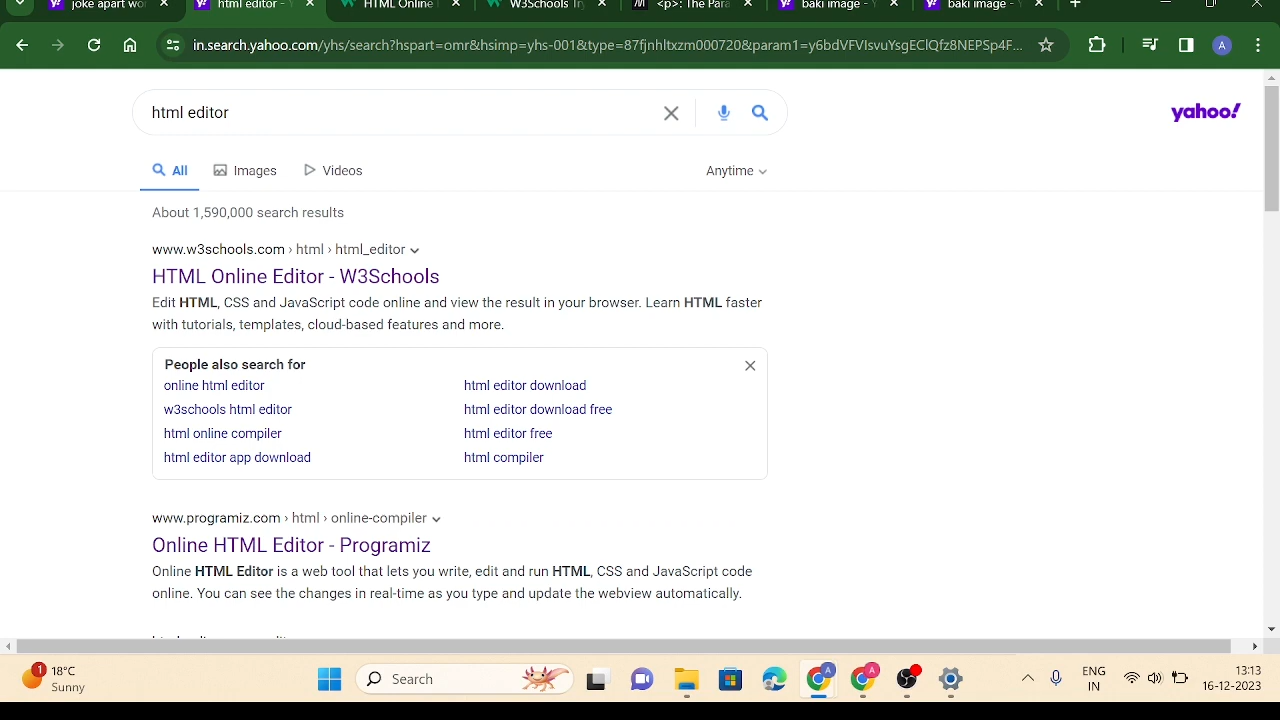 joke apart wo
html editor -
HTML Online
W3Schools Try
<p>: The Para
baki image -
baki image -
in.search.yahoo.com/yhs/search?hspart=omr&hsimp=yhs-001&type=87fjnhltxzm000720&param1=y6bdVFVIsvuYsgEClQfz8NEPSp4F...
A
html editor
yahoo!
All
Images
Videos
Anytime
About 1,590,000 search results
www.w3schools.com › html › html_editor
HTML Online Editor - W3Schools
Edit HTML, CSS and JavaScript code online and view the result in your browser. Learn HTML faster
with tutorials, templates, cloud-based features and more.
People also search for
online html editor
html editor download
w3schools html editor
html editor download free
html online compiler
html editor free
html editor app download
html compiler
www.programiz.com › html › online-compiler
Online HTML Editor - Programiz
Online HTML Editor is a web tool that lets you write, edit and run HTML, CSS and JavaScript code
online. You can see the changes in real-time as you type and update the webview automatically.
1
18°C
Sunny
Search
A
A
ENG
IN
13:13
16-12-2023